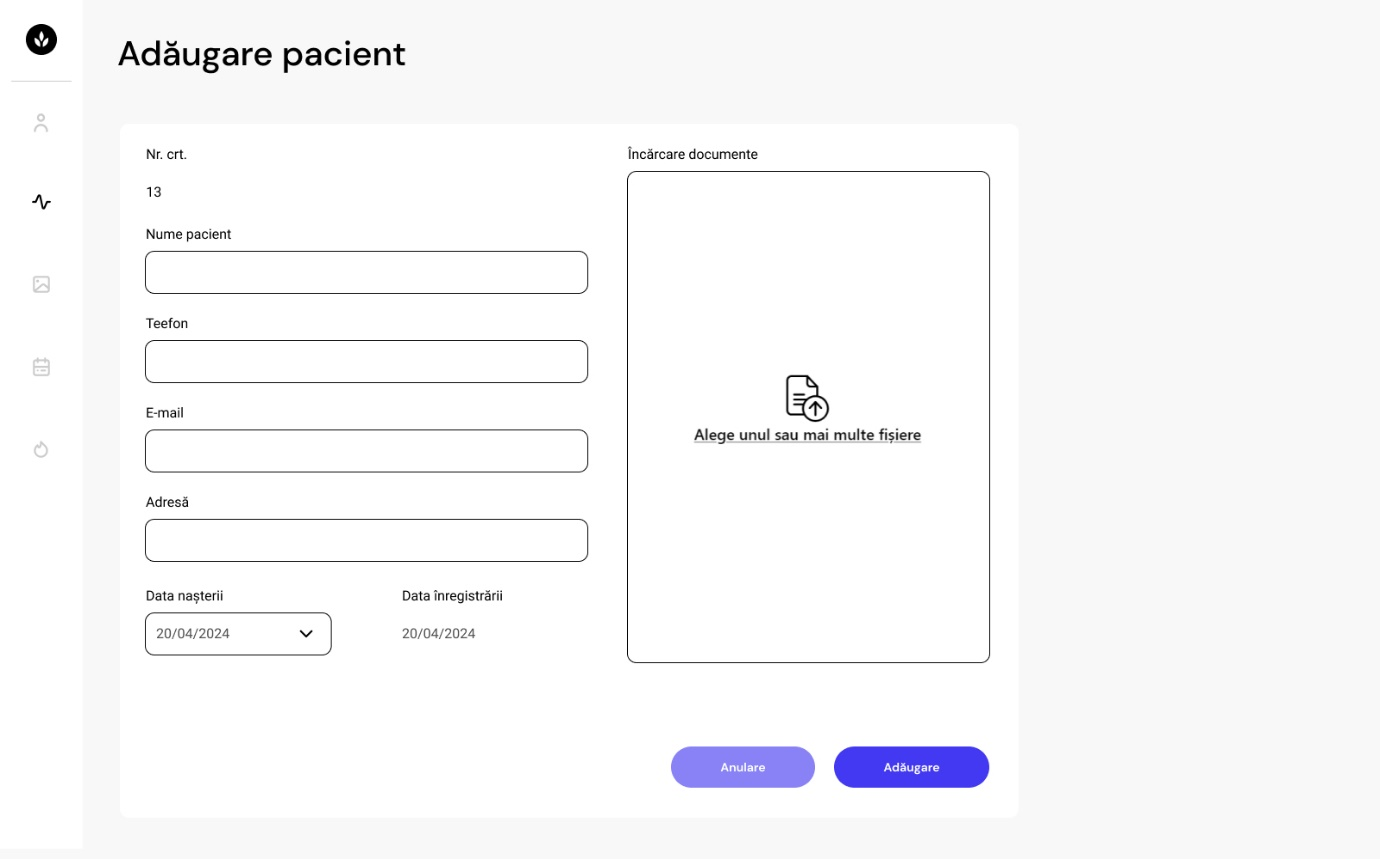 Adăugare pacient
Nr. crt.
13
Nume pacient
Teefon
E-mail
Adresă
Data nașterii
20/04/2024
Data înregistrării
20/04/2024
Încărcare documente
Alege unul sau mai multe fișiere
Anulare
Adăugare